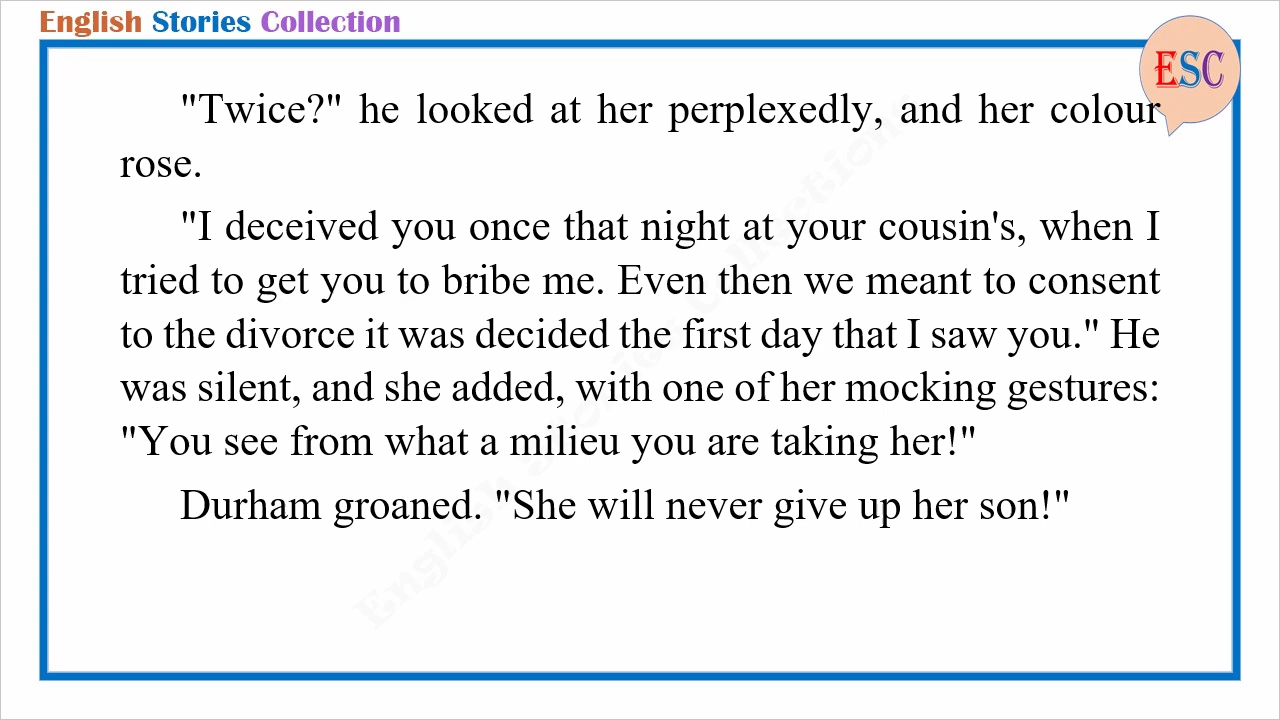 English Stories Collection
ESC
"Twice?" he looked at her perplexedly, and her colour
rose.
"I deceived you once that night at your cousin's, when I
tried to get you to bribe me. Even then we meant to consent
to the divorce it was decided the first day that I saw you." He
was silent, and she added, with one of her mocking gestures:
"You see from what a milieu you are taking her!"
Durham groaned. "She will never give up her son!"
English Stories Collection